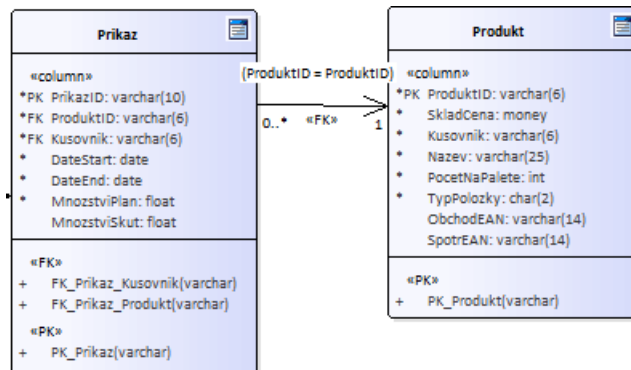 Prikaz
«column»
*PK PrikazID: varchar(10)
*FK ProduktID: varchar(6)
*FK Kusovnik: varchar(6)
* DateStart: date
* DateEnd: date
* MnozstviPlan: float
MnozstviSkut: float
«FK»
+ FK_Prikaz_Kusovnik(varchar)
+ FK_Prikaz_Produkt(varchar)
«PK»
+ PK_Prikaz(varchar)
(ProduktID = ProduktID)
0..* «FK» 1
Produkt
«column»
*PK ProduktID: varchar(6)
* SkladCena: money
* Kusovnik: varchar(6)
* Nazev: varchar(25)
* PocetNaPalete: int
* TypPolozky: char(2)
ObchodEAN: varchar(14)
SpotrEAN: varchar(14)
«PK»
+ PK_Produkt(varchar)